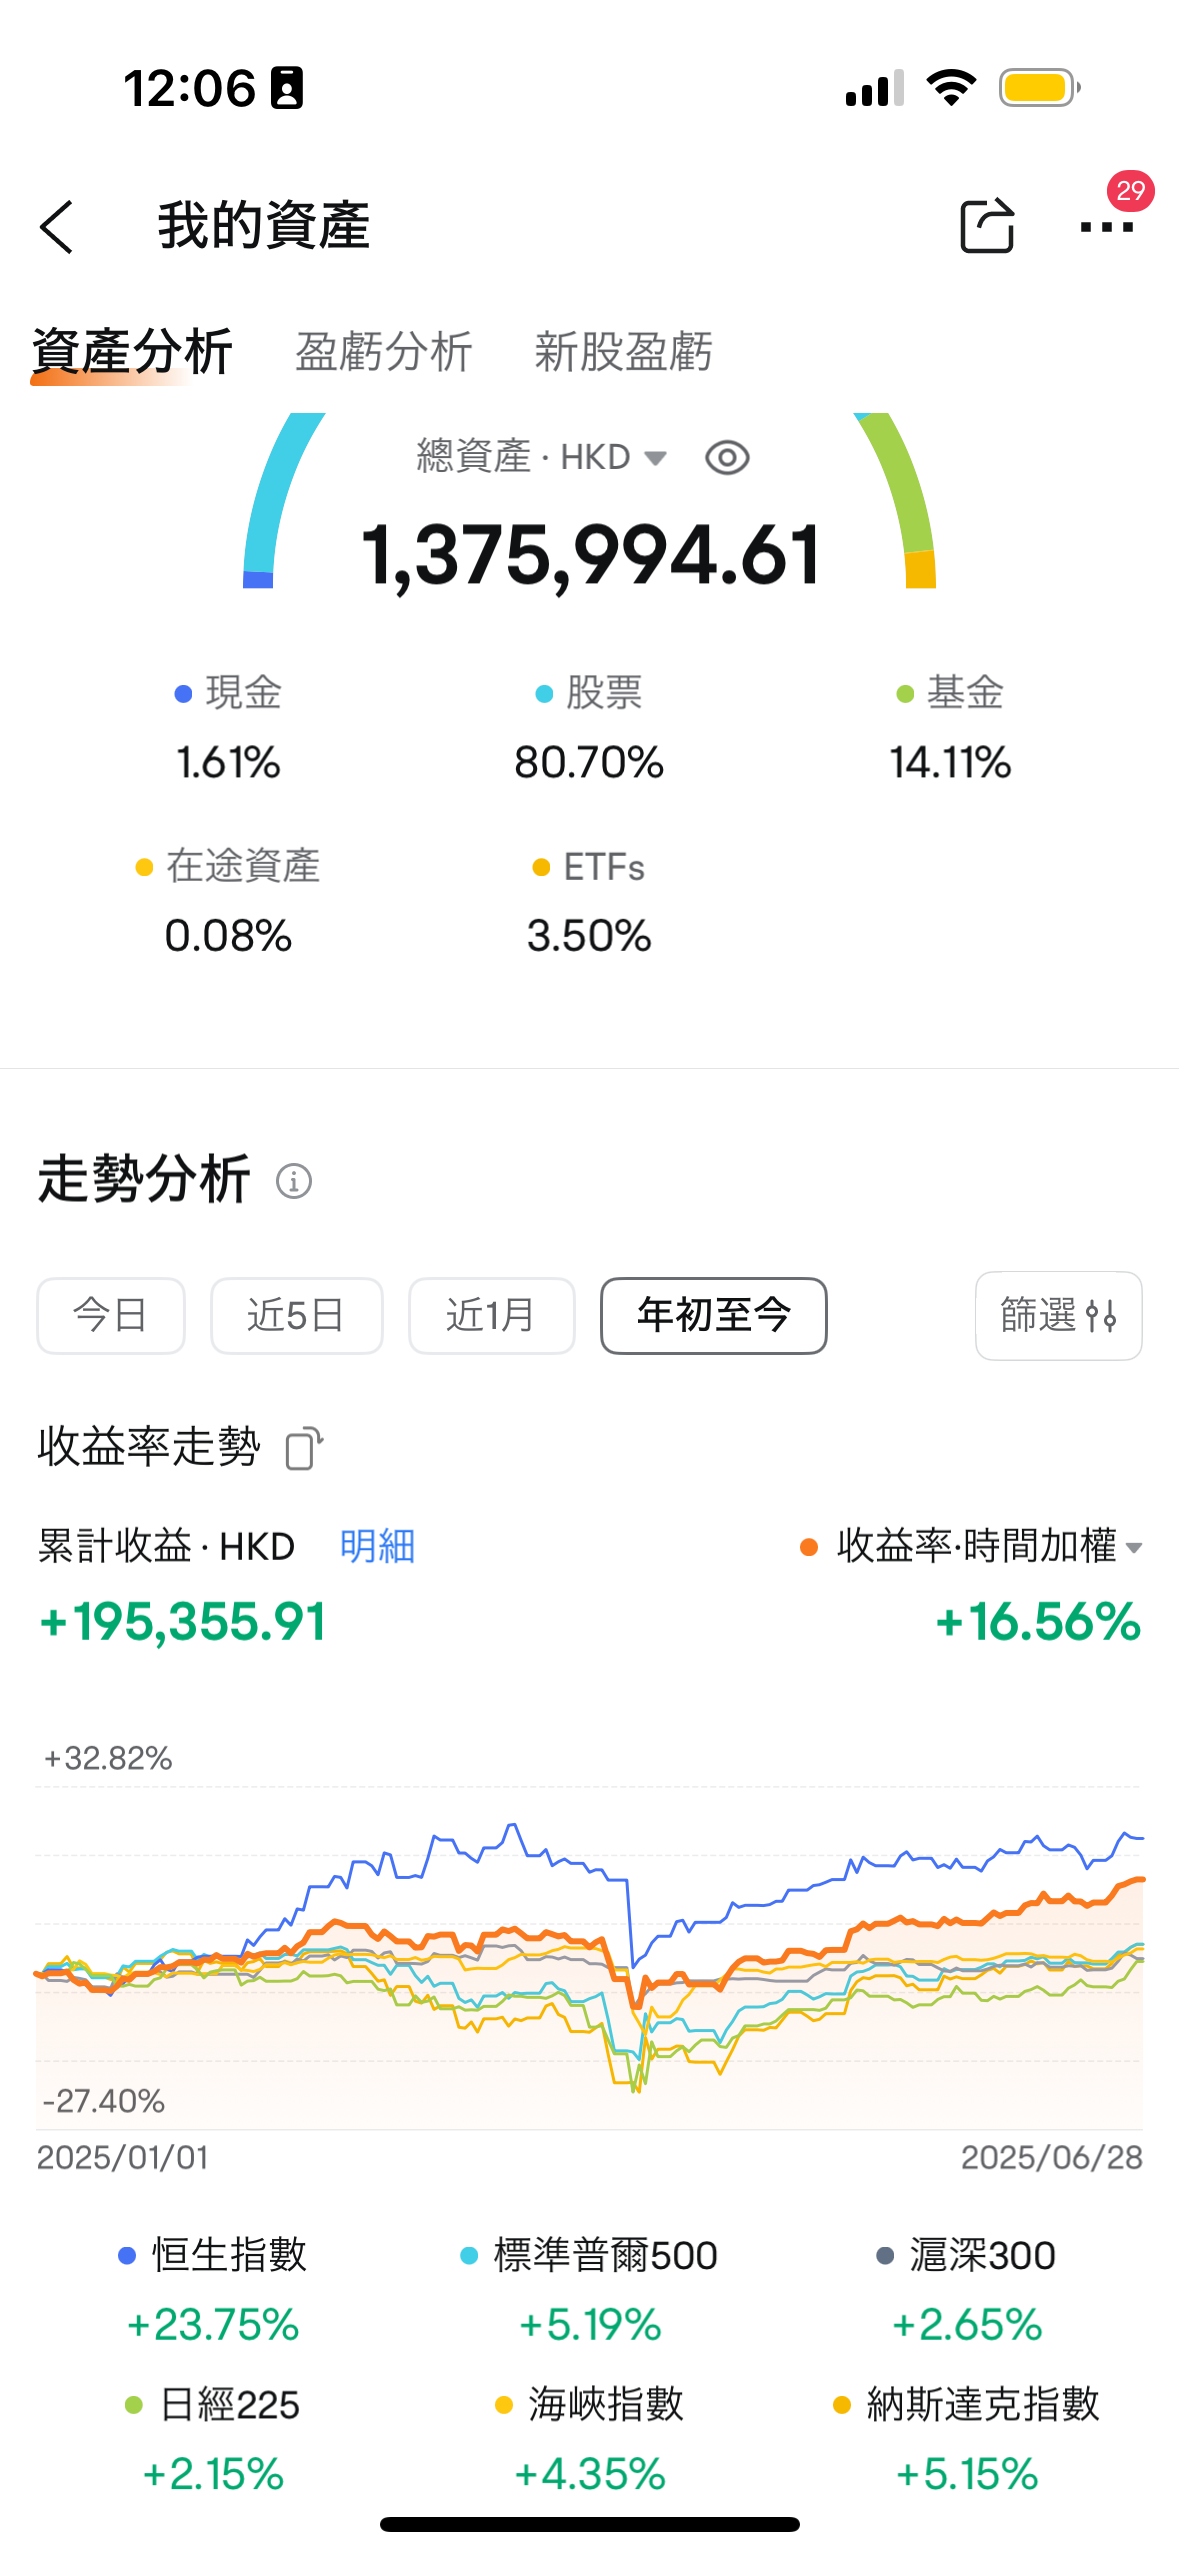 12:06
我的資產
29
資產分析 盈虧分析 新股盈虧
總資產 · HKD
1,375,994.61
現金 股票 基金
1.61% 80.70% 14.11%
在途資產 ETFs
0.08% 3.50%
走勢分析
今日 近5日 近1月 年初至今 篩選
收益率走勢
累計收益 · HKD 明細 收益率·時間加權
+195,355.91 +16.56%
+32.82%
-27.40%
2025/01/01 2025/06/28
恒生指數 標準普爾500 滬深300
+23.75% +5.19% +2.65%
日經225 海峽指數 納斯達克指數
+2.15% +4.35% +5.15%